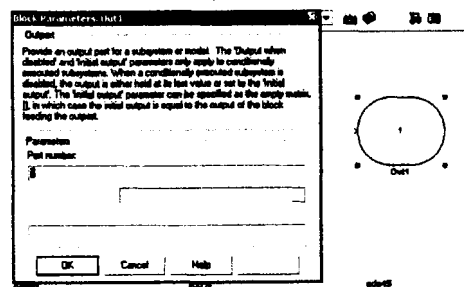 Block Parameters: Out1
Outport
Provide an output port for a subsystem or model. The 'Output when
disabled' and 'Initial output' parameters only apply to conditionally
executed subsystems. When a conditionally executed subsystem is
disabled, the output is either held at its last value or set by the 'Initial
output'. The 'Initial output' parameter can be specified as the empty matrix,
[], in which case the initial output is equal to the output of the block
feeding the outport.
Parameters
Port number:
OK
Cancel
Help
1
Out1